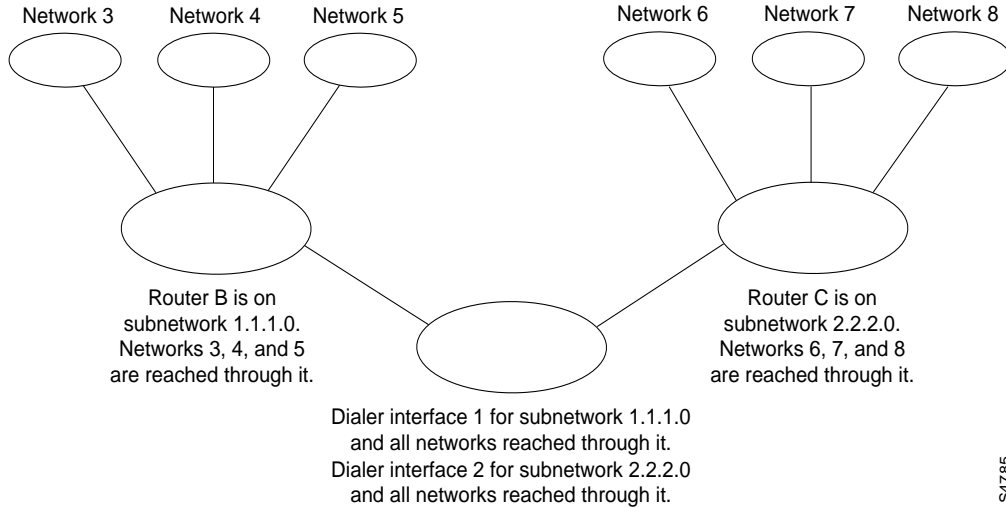 Network 3
Network 4
Network 5
Network 6
Network 7
Network 8
Router B is on
subnetwork 1.1.1.0.
Networks 3, 4, and 5
are reached through it.
Router C is on
subnetwork 2.2.2.0.
Networks 6, 7, and 8
are reached through it.
Dialer interface 1 for subnetwork 1.1.1.0
and all networks reached through it.
Dialer interface 2 for subnetwork 2.2.2.0
and all networks reached through it.
S4785